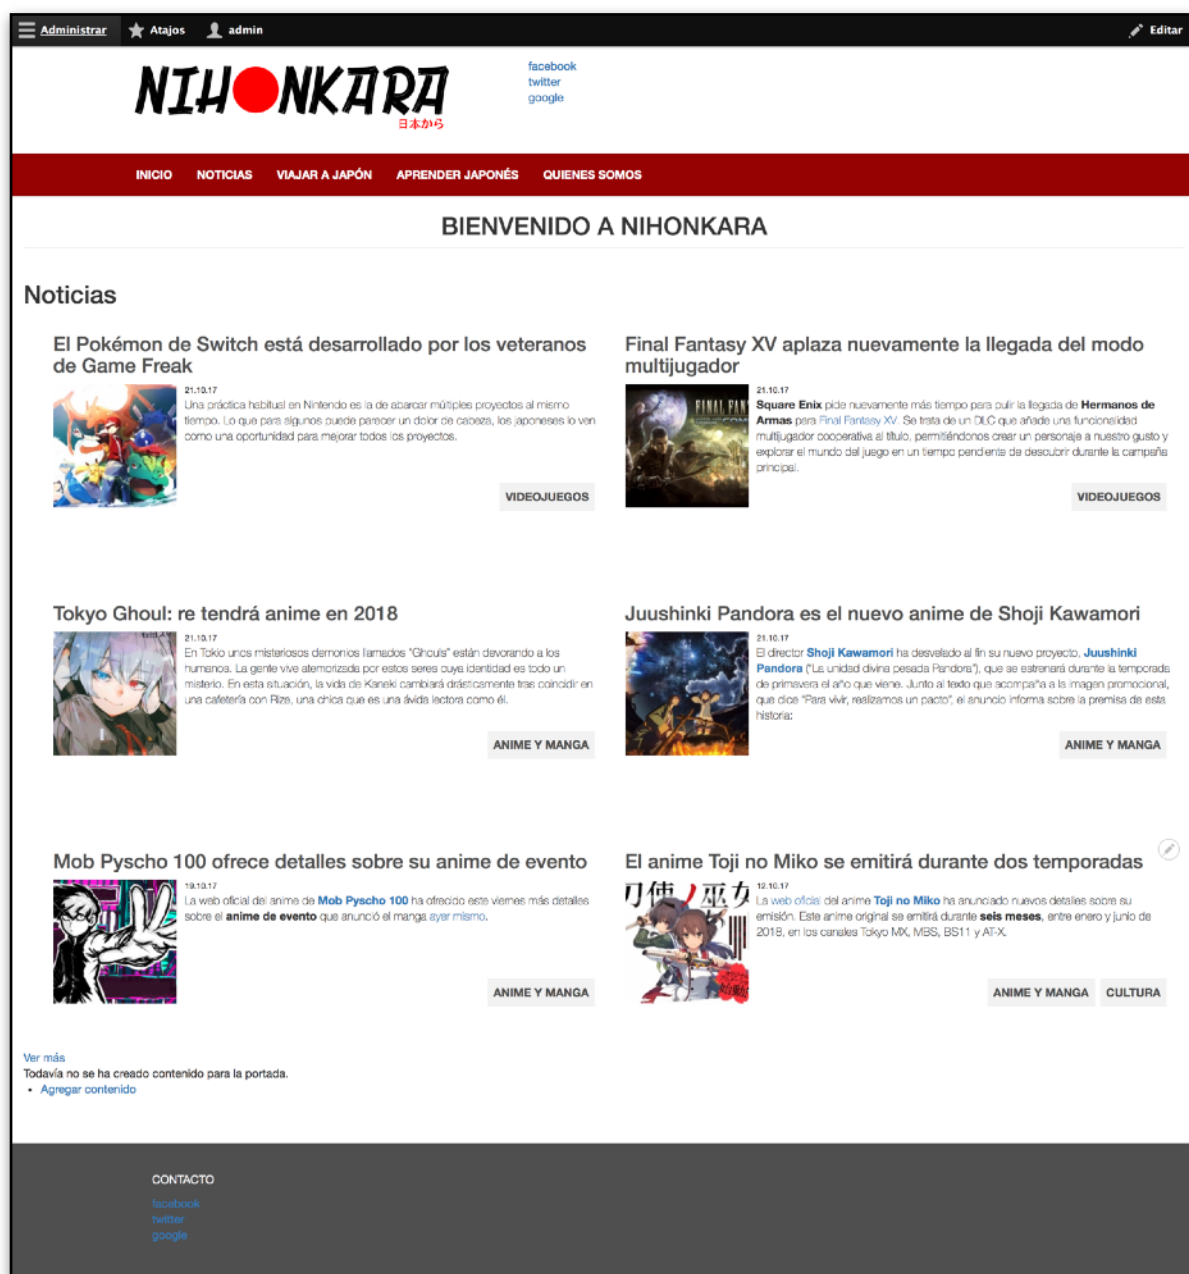 Administrar Atajos admin Editar
NIHONKARA
日本から
facebook
twitter
google
INICIO NOTICIAS VIAJAR A JAPÓN APRENDER JAPONÉS QUIENES SOMOS
BIENVENIDO A NIHONKARA
Noticias
El Pokémon de Switch está desarrollado por los veteranos
de Game Freak
21.10.17
Una práctica habitual en Nintendo es la de abarcar múltiples proyectos al mismo
tiempo. Lo que para algunos puede parecer un dolor de cabeza, los japoneses lo ven
como una oportunidad para mejorar todos los proyectos.
VIDEOJUEGOS
Final Fantasy XV aplaza nuevamente la llegada del modo
multijugador
FINAL FAN
21.10.17
Square Enix pide nuevamente más tiempo para pulir la llegada de Hermanos de
Armas para Final Fantasy XV. Se trata de un DLC que añade una funcionalidad
multijugador cooperativa al título, permitiéndonos crear un personaje a nuestro gusto y
explorar el mundo del juego en un tiempo pendiente de descubrir durante la campaña
principal.
VIDEOJUEGOS
Tokyo Ghoul: re tendrá anime en 2018
21.10.17
En Tokio unos misteriosos demonios llamados "Ghouls" están devorando a los
humanos. La gente vive atemorizada por estos seres cuya identidad es todo un
misterio. En esta situación, la vida de Kaneki cambiará drásticamente tras coincidir en
una cafetería con Rize, una chica que es una ávida lectora como él.
ANIME Y MANGA
Juushinki Pandora es el nuevo anime de Shoji Kawamori
21.10.17
El director Shoji Kawamori ha desvelado al fin su nuevo proyecto, Juushinki
Pandora ("La unidad divina pesada Pandora"), que se estrenará durante la temporada
de primavera el año que viene. Junto al texto que acompaña a la imagen promocional,
que dice "Para vivir, realizamos un pacto", el anuncio informa sobre la premisa de esta
historia:
ANIME Y MANGA
Mob Pyscho 100 ofrece detalles sobre su anime de evento
19.10.17
La web oficial del anime de Mob Pyscho 100 ha ofrecido este viernes más detalles
sobre el anime de evento que anunció el manga ayer mismo.
ANIME Y MANGA
El anime Toji no Miko se emitirá durante dos temporadas
刀使ノ巫女
12.10.17
La web oficial del anime Toji no Miko ha anunciado nuevos detalles sobre su
emisión. Este anime original se emitirá durante seis meses, entre enero y junio de
2018, en los canales Tokyo MX, MBS, BS11 y AT-X.
ANIME Y MANGA CULTURA
Ver más
Todavía no se ha creado contenido para la portada.
• Agregar contenido
CONTACTO
facebook
twitter
google